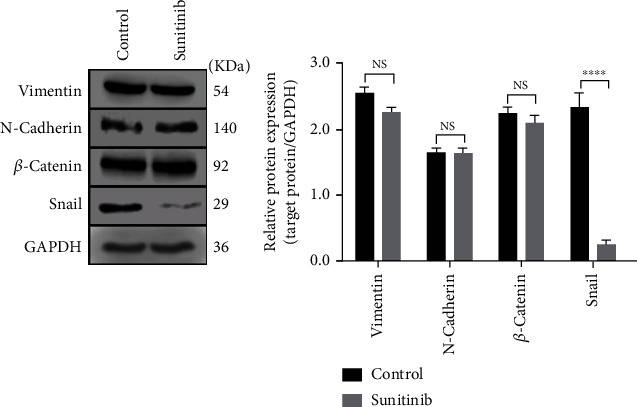 Control
Sunitinib
(KDa)
Vimentin
54
N-Cadherin
140
β-Catenin
92
Snail
29
GAPDH
36
Relative protein expression
(target protein/GAPDH)
3.0
2.0
1.0
0.0
NS
NS
NS
****
Vimentin
N-Cadherin
β-Catenin
Snail
Control
Sunitinib